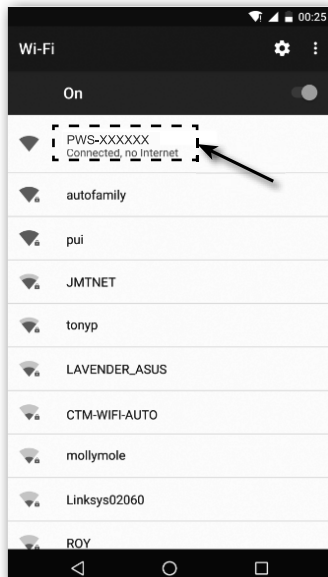 00:25
Wi-Fi
On
PWS-XXXXXX
Connected, no Internet
autofamily
pui
JMTNET
tonyp
LAVENDER_ASUS
CTM-WIFI-AUTO
mollymole
Linksys02060
ROY